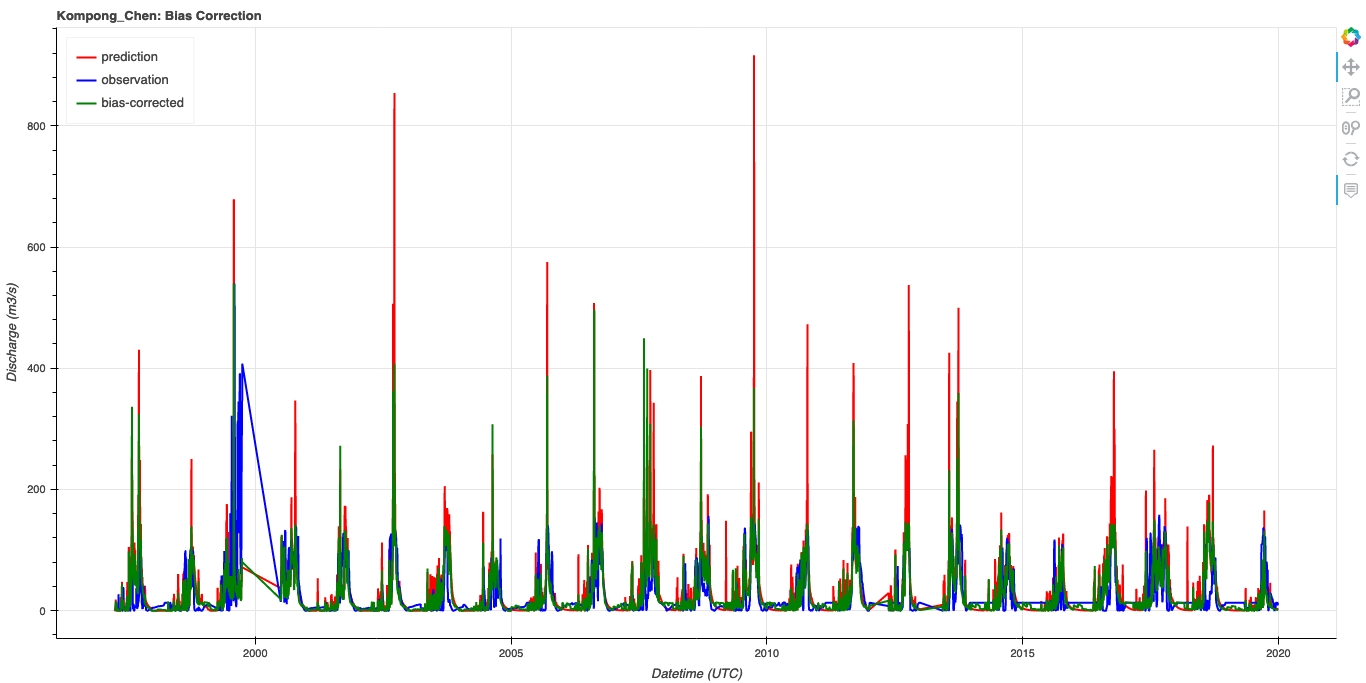 Kompong_Chen: Bias Correction
prediction
observation
bias-corrected
800
600
400
200
0
Discharge (m3/s)
2000
2005
2010
2015
2020
Datetime (UTC)